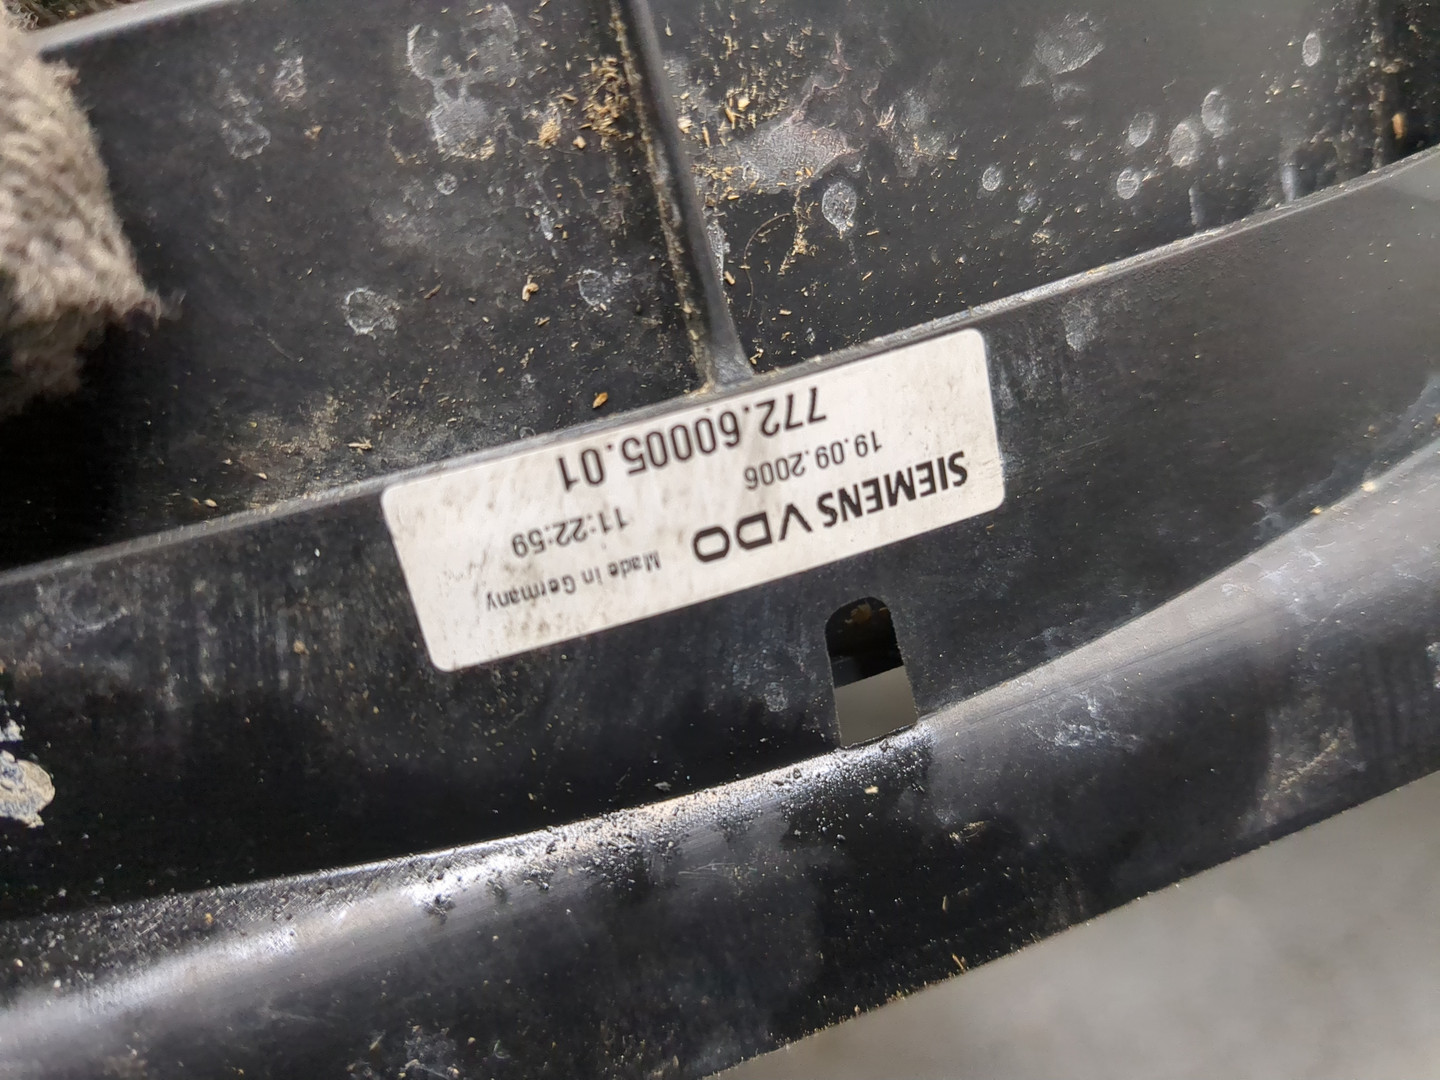 SIEMENS VDO Made in Germany
19.09.2006 11:22:59
772.60005.01